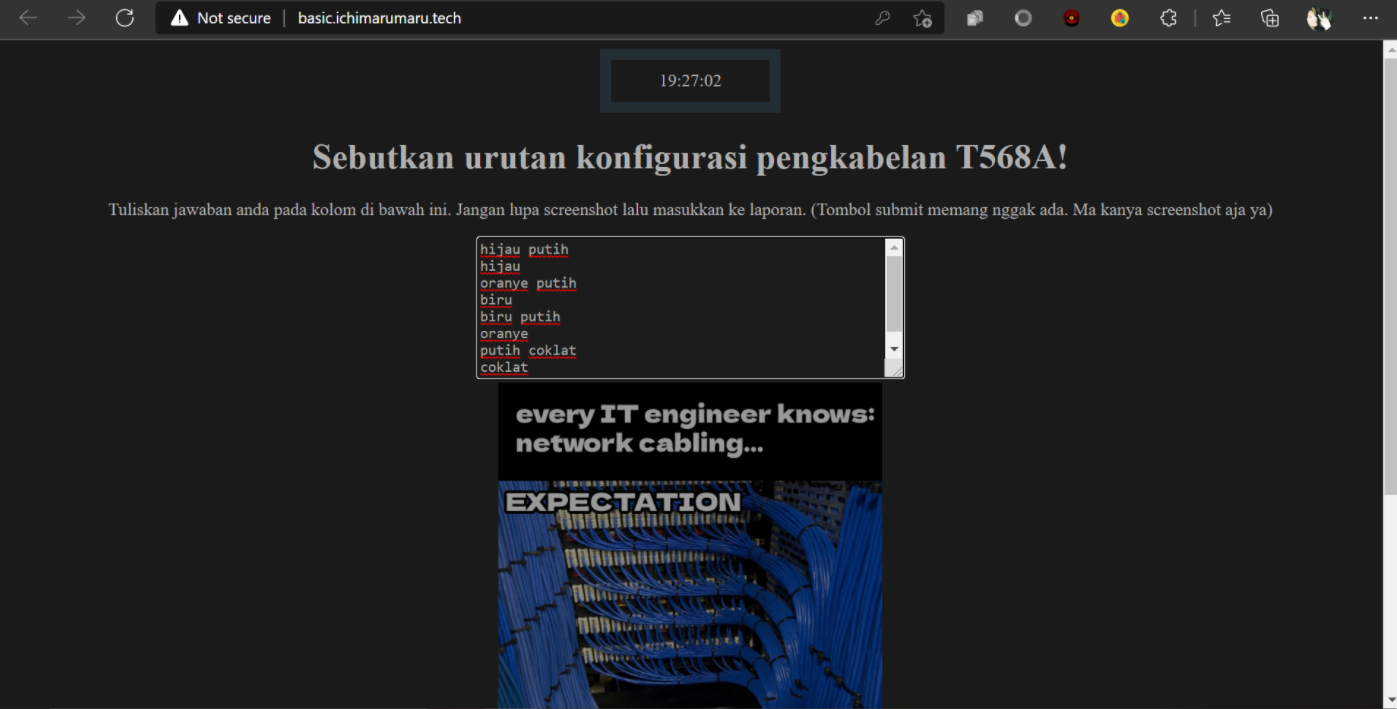 Not secure
basic.ichimarumaru.tech
19:27:02
Sebutkan urutan konfigurasi pengkabelan T568A!
Tuliskan jawaban anda pada kolom di bawah ini. Jangan lupa screenshot lalu masukkan ke laporan. (Tombol submit memang nggak ada. Ma kanya screenshot aja ya)
hijau putih
hijau
oranye putih
biru
biru putih
oranye
putih coklat
coklat
every IT engineer knows:
network cabling...
EXPECTATION